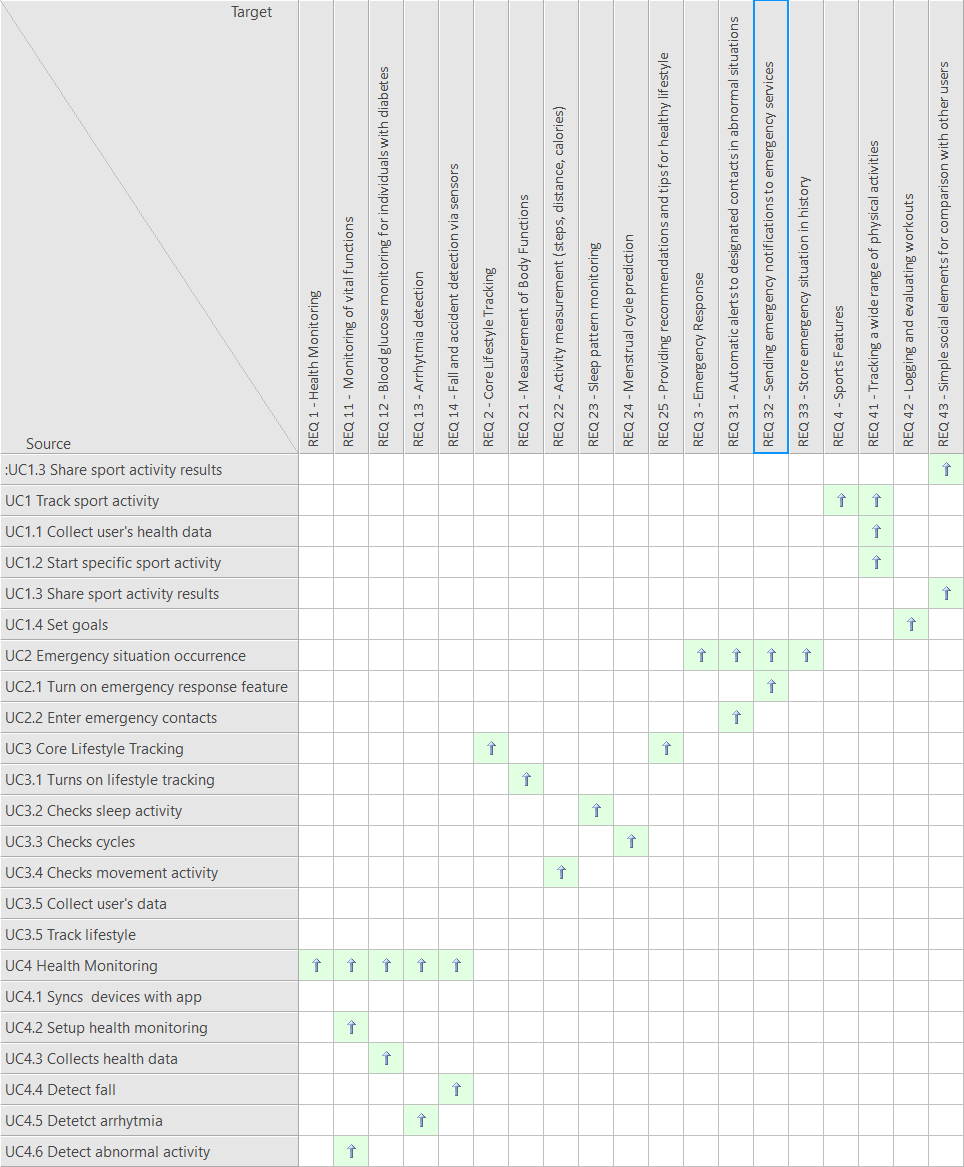 Target
Source
REQ 1 - Health Monitoring
REQ 11 - Monitoring of vital functions
REQ 12 - Blood glucose monitoring for individuals with diabetes
REQ 13 - Arrhytmia detection
REQ 14 - Fall and accident detection via sensors
REQ 2 - Core Lifestyle Tracking
REQ 21 - Measurement of Body Functions
REQ 22 - Activity measurement (steps, distance, calories)
REQ 23 - Sleep pattern monitoring
REQ 24 - Menstrual cycle prediction
REQ 25 - Providing recommendations and tips for healthy lifestyle
REQ 3 - Emergency Response
REQ 31 - Automatic alerts to designated contacts in abnormal situations
REQ 32 - Sending emergency notifications to emergency services
REQ 33 - Store emergency situation in history
REQ 4 - Sports Features
REQ 41 - Tracking a wide range of physical activities
REQ 42 - Logging and evaluating workouts
REQ 43 - Simple social elements for comparison with other users
:UC1.3 Share sport activity results
UC1 Track sport activity
UC1.1 Collect user's health data
UC1.2 Start specific sport activity
UC1.3 Share sport activity results
UC1.4 Set goals
UC2 Emergency situation occurrence
UC2.1 Turn on emergency response feature
UC2.2 Enter emergency contacts
UC3 Core Lifestyle Tracking
UC3.1 Turns on lifestyle tracking
UC3.2 Checks sleep activity
UC3.3 Checks cycles
UC3.4 Checks movement activity
UC3.5 Collect user's data
UC3.5 Track lifestyle
UC4 Health Monitoring
UC4.1 Syncs  devices with app
UC4.2 Setup health monitoring
UC4.3 Collects health data
UC4.4 Detect fall
UC4.5 Detetct arrhytmia
UC4.6 Detect abnormal activity